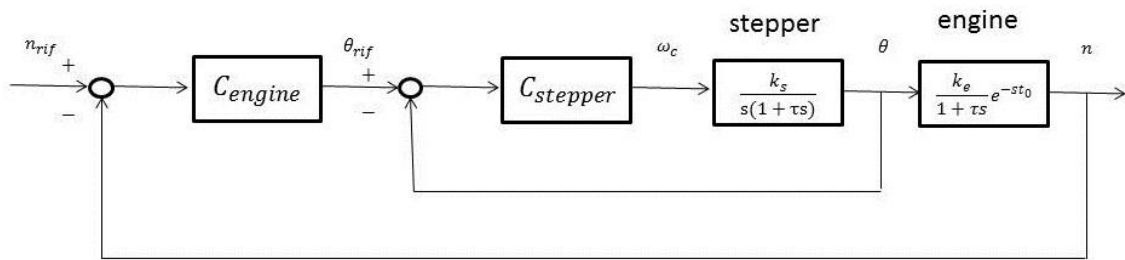 stepper engine
n_rif θ_rif ω_c θ n
+ + 
C_engine C_stepper k_s / s(1 + τs) k_e / 1 + τs e^{-st_0}
− −